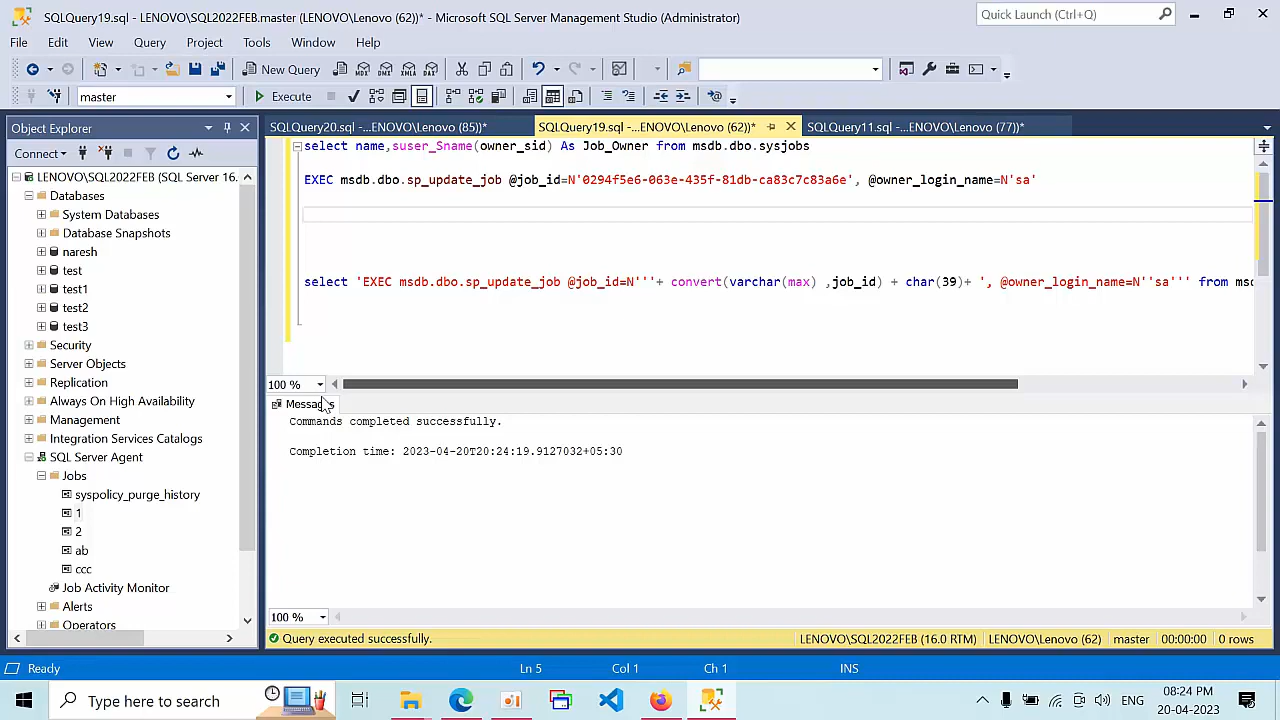 SQLQuery19.sql - LENOVO\SQL2022FEB.master (LENOVO\Lenovo (62))* - Microsoft SQL Server Management Studio (Administrator)
Quick Launch (Ctrl+Q)
File Edit View Query Project Tools Window Help
New Query
MDX DMX XMLA DAX
master
Execute
Object Explorer
SQLQuery20.sql -...ENOVO\Lenovo (85))*
SQLQuery19.sql -...ENOVO\Lenovo (62))*
SQLQuery11.sql -...ENOVO\Lenovo (77))*
Connect
LENOVO\SQL2022FEB (SQL Server 16.
Databases
System Databases
Database Snapshots
naresh
test
test1
test2
test3
Security
Server Objects
Replication
Always On High Availability
Management
Integration Services Catalogs
SQL Server Agent
Jobs
syspolicy_purge_history
1
2
ab
ccc
Job Activity Monitor
Alerts
Operators
select name,suser_Sname(owner_sid) As Job_Owner from msdb.dbo.sysjobs
EXEC msdb.dbo.sp_update_job @job_id=N'0294f5e6-063e-435f-81db-ca83c7c83a6e', @owner_login_name=N'sa'
select 'EXEC msdb.dbo.sp_update_job @job_id=N'''+ convert(varchar(max) ,job_id) + char(39)+ ', @owner_login_name=N''sa''' from msd
100 %
Messages
Commands completed successfully.
Completion time: 2023-04-20T20:24:19.9127032+05:30
100 %
Query executed successfully.
LENOVO\SQL2022FEB (16.0 RTM) LENOVO\Lenovo (62) master 00:00:00 0 rows
Ready Ln 5 Col 1 Ch 1 INS
Type here to search
ENG
08:24 PM
20-04-2023